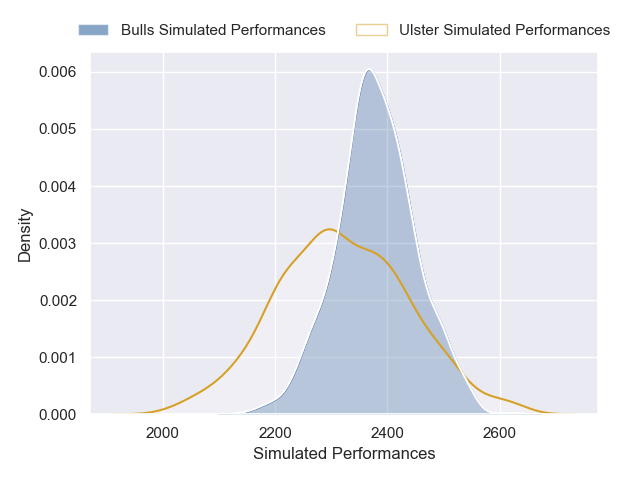 Bulls Simulated Performances Ulster Simulated Performances
0.006
0.005
0.004
0.003
0.002
0.001
0.000
Density
2000 2200 2400 2600
Simulated Performances